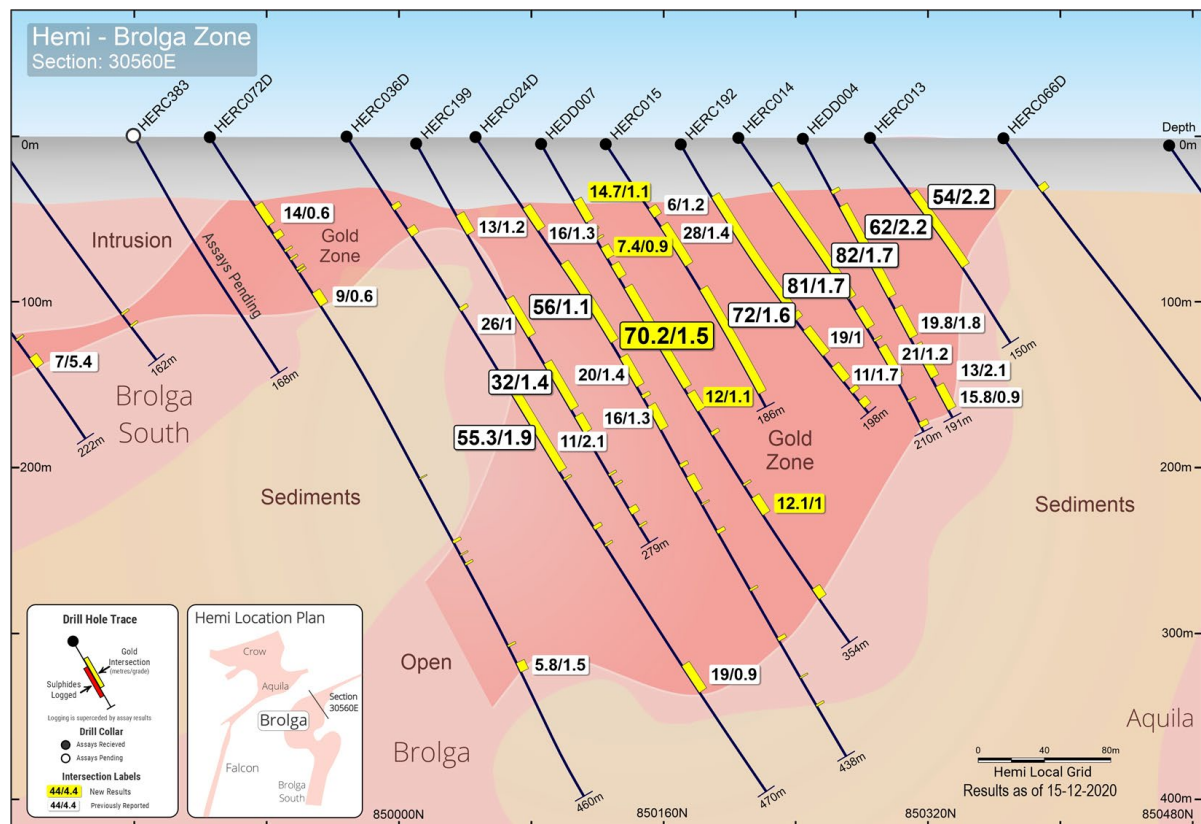 Hemi - Brolga Zone
Section: 30560E
HERC383
HERC072D
HERC036D
HERC199
HERC024D
HEDD007
HERC015
HERC192
HERC014
HEDD004
HERC013
HERC066D
Depth
0m
0m
14.7/1.1
6/1.2
54/2.2
14/0.6
13/1.2
16/1.3
28/1.4
62/2.2
Intrusion
Gold
Zone
Assays Pending
7.4/0.9
82/1.7
81/1.7
100m
9/0.6
100m
56/1.1
72/1.6
26/1
70.2/1.5
19.8/1.8
19/1
150m
7/5.4
162m
168m
21/1.2
13/2.1
20/1.4
11/1.7
32/1.4
12/1.1
15.8/0.9
Brolga
South
186m
198m
210m
191m
16/1.3
222m
55.3/1.9
11/2.1
Gold
Zone
200m
200m
Sediments
12.1/1
Sediments
279m
Drill Hole Trace
Gold
Intersection
(metres/grade)
Sulphides
Logged
Logging is superceded by assay results
Drill Collar
Assays Recieved
Assays Pending
Intersection Labels
44/4.4 New Results
44/4.4 Previously Reported
Hemi Location Plan
Crow
Aquila
Section
30560E
Brolga
Falcon
Brolga
South
300m
354m
Open
5.8/1.5
19/0.9
Aquila
Brolga
438m
0 40 80m
Hemi Local Grid
Results as of 15-12-2020
460m
470m
400m
850000N
850160N
850320N
850480N